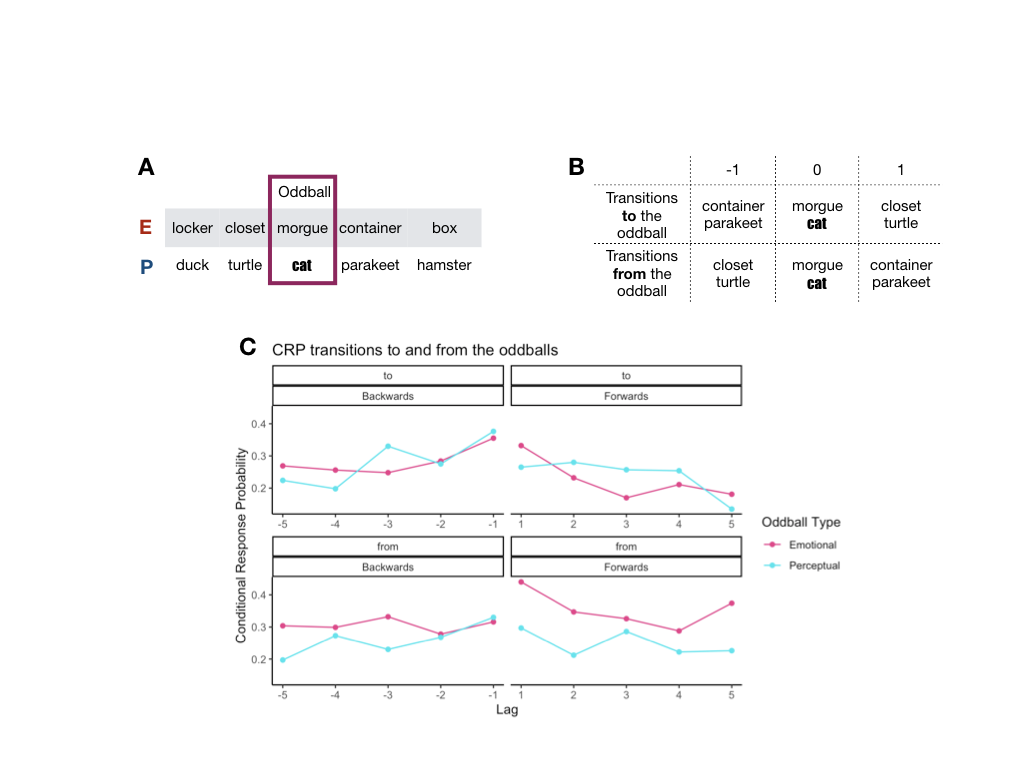 A
Oddball
E locker closet morgue container box
P duck turtle cat parakeet hamster
B
-1 0 1
Transitions
to the
oddball
container
parakeet
morgue
cat
closet
turtle
Transitions
from the
oddball
closet
turtle
morgue
cat
container
parakeet
C CRP transitions to and from the oddballs
to
Backwards
to
Forwards
0.4
0.3
0.2
-5 -4 -3 -2 -1
1 2 3 4 5
from
Backwards
from
Forwards
0.4
0.3
0.2
-5 -4 -3 -2 -1
1 2 3 4 5
Conditional Response Probability
Lag
Oddball Type
Emotional
Perceptual